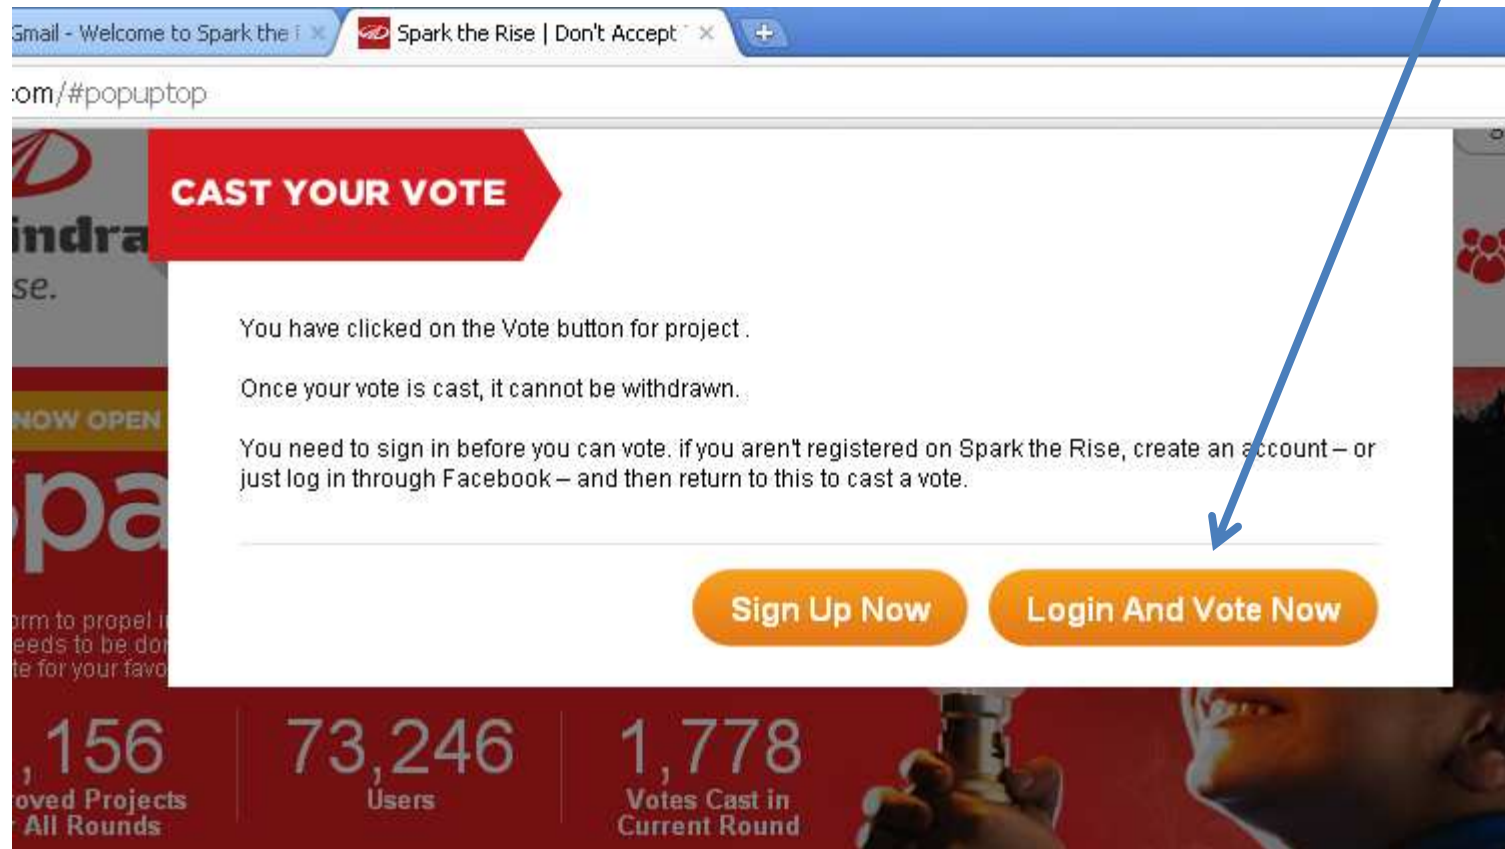 Gmail - Welcome to Spark the
Spark the Rise | Don't Accept
.com/#popuptop
CAST YOUR VOTE
indra
se.
You have clicked on the Vote button for project .
Once your vote is cast, it cannot be withdrawn.
You need to sign in before you can vote. if you aren't registered on Spark the Rise, create an account – or
just log in through Facebook – and then return to this to cast a vote.
NOW OPEN
Spa
Sign Up Now
Login And Vote Now
orm to propel i
eeds to be don
te for your favo
,156
oved Projects
All Rounds
73,246
Users
1,778
Votes Cast in
Current Round